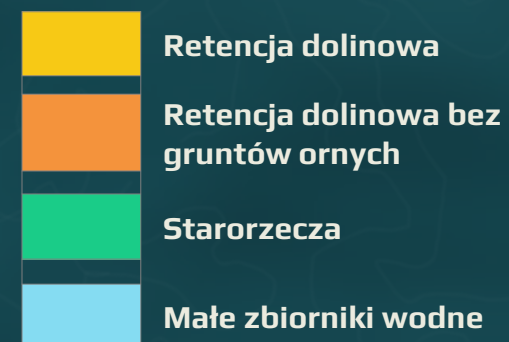 Retencja dolinowa
Retencja dolinowa bez
gruntów ornych
Starorzecza
Małe zbiorniki wodne